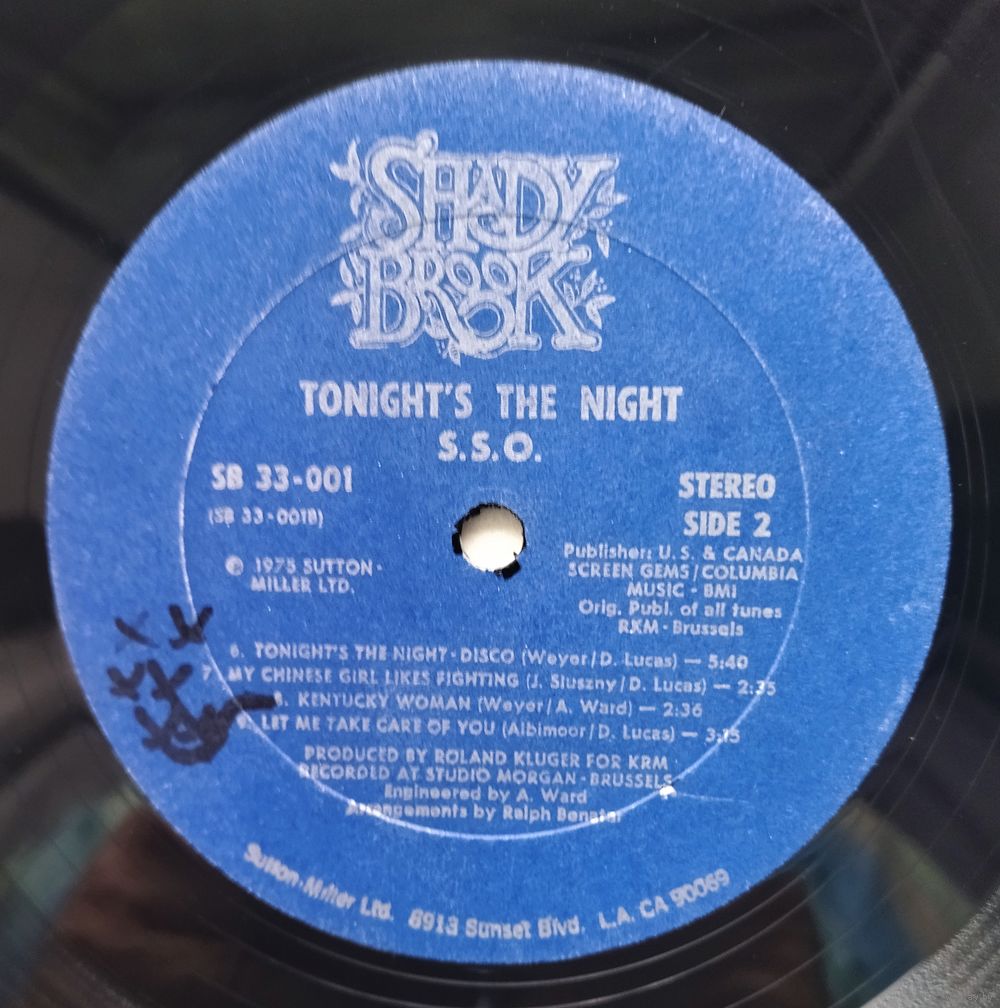 SHADY
BROOK
TONIGHT'S THE NIGHT
S.S.O.
SB 33-001
(SB 33-001B)
℗ 1975 SUTTON-
MILLER LTD.
STEREO
SIDE 2
Publisher: U. S. & CANADA
SCREEN GEMS/COLUMBIA
MUSIC - BMI
Orig. Publ. of all tunes
RKM - Brussels
6. TONIGHT'S THE NIGHT - DISCO (Weyer/D. Lucas) — 5:40
7. MY CHINESE GIRL LIKES FIGHTING (J. Sluszny/D. Lucas) — 2:35
8. KENTUCKY WOMAN (Weyer/A. Ward) — 2:36
9. LET ME TAKE CARE OF YOU (Albimoor/D. Lucas) — 3:15
PRODUCED BY ROLAND KLUGER FOR KRM
RECORDED AT STUDIO MORGAN - BRUSSELS
Engineered by A. Ward
Arrangements by Ralph Benatar
Sutton-Miller Ltd. 8913 Sunset Blvd. L.A. CA 90069